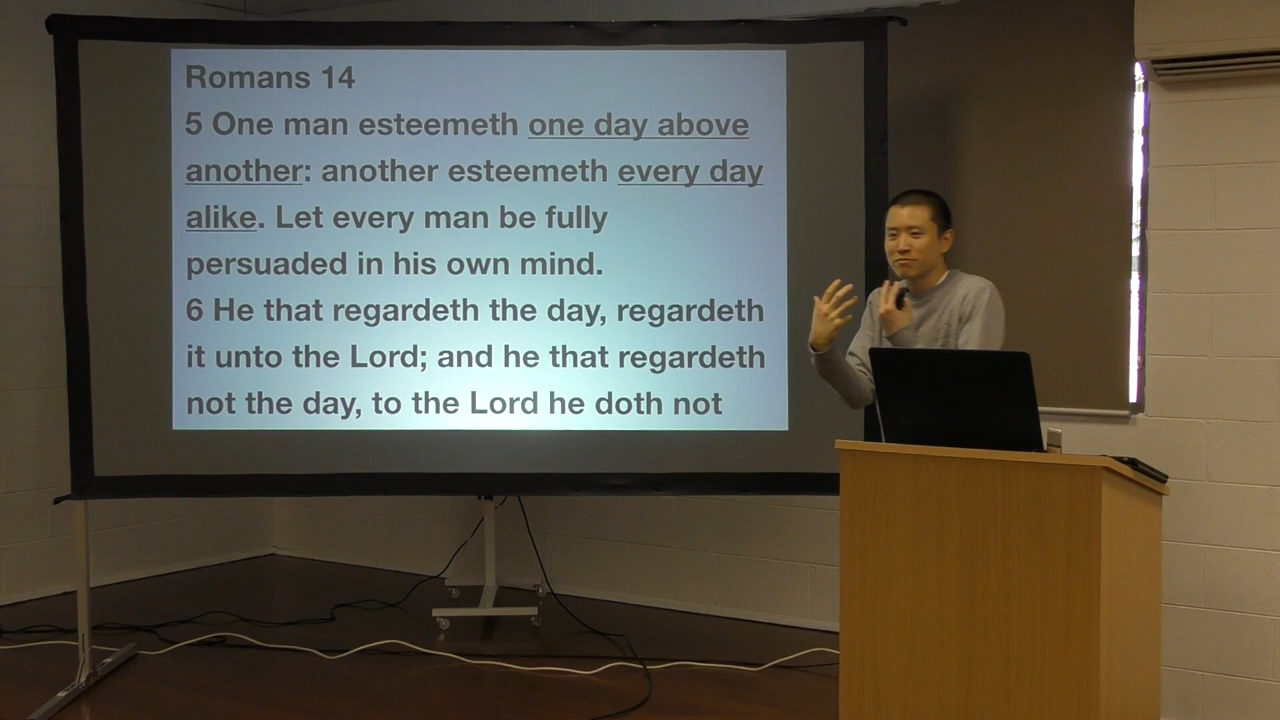 Romans 14
5 One man esteemeth one day above
another: another esteemeth every day
alike. Let every man be fully
persuaded in his own mind.
6 He that regardeth the day, regardeth
it unto the Lord; and he that regardeth
not the day, to the Lord he doth not